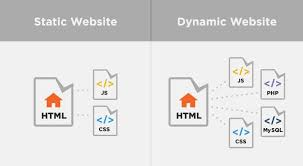 Static Website
Dynamic Website
HTML
</>
JS
</>
CSS
HTML
</>
JS
</>
PHP
</>
CSS
</>
MySQL